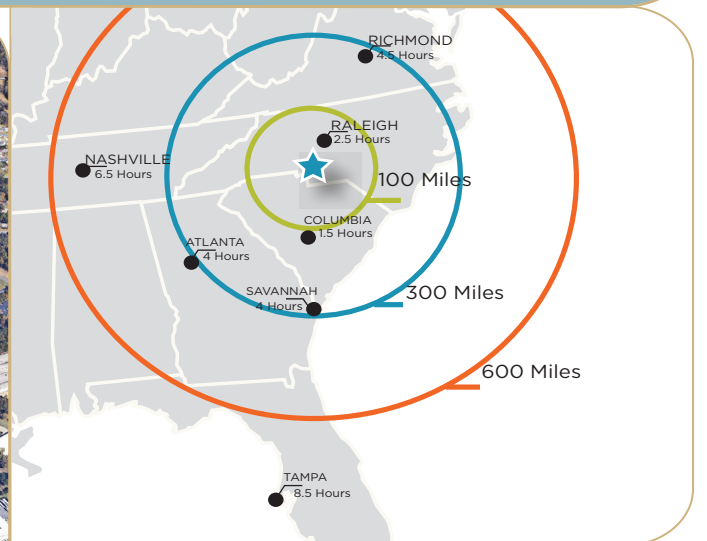 RICHMOND
4.5 Hours
RALEIGH
2.5 Hours
NASHVILLE
6.5 Hours
100 Miles
COLUMBIA
1.5 Hours
ATLANTA
4 Hours
SAVANNAH
4 Hours
300 Miles
600 Miles
TAMPA
8.5 Hours